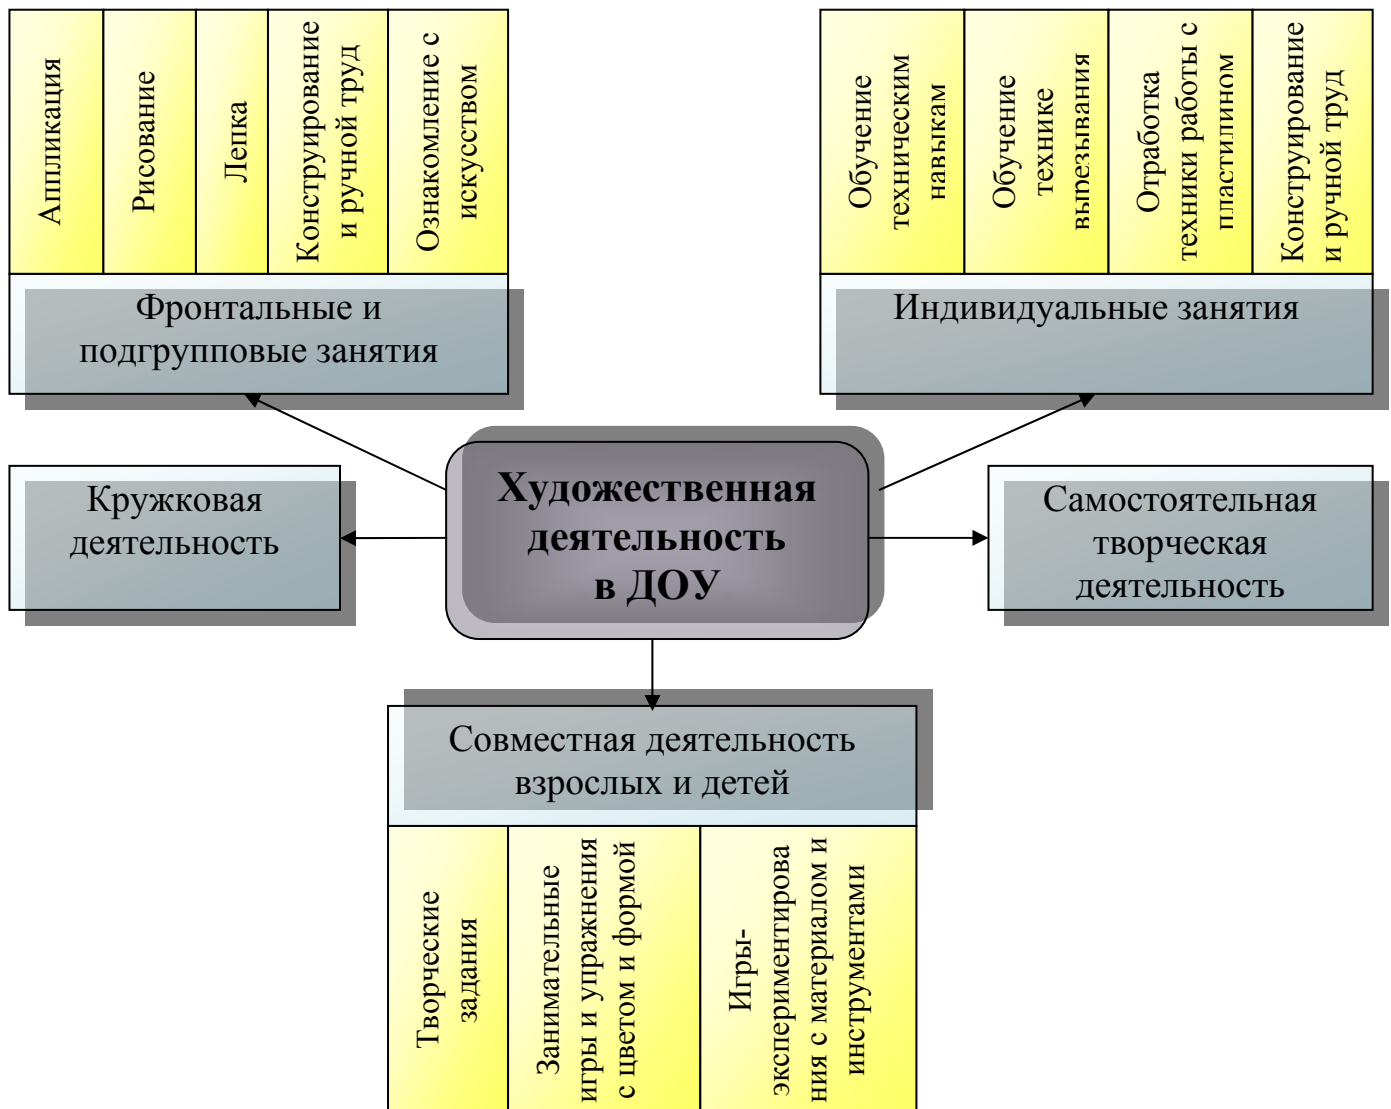 Аппликация
Рисование
Лепка
Конструирование
и ручной труд
Ознакомление с
искусством
Фронтальные и
подгрупповые занятия
Обучение
техническим
навыкам
Обучение
технике
вырезывания
Отработка
техники работы с
пластилином
Конструирование
и ручной труд
Индивидуальные занятия
Кружковая
деятельность
Художественная
деятельность
в ДОУ
Самостоятельная
творческая
деятельность
Совместная деятельность
взрослых и детей
Творческие
задания
Занимательные
игры и упражнения
с цветом и формой
Игры-
экспериментирова
ния с материалом и
инструментами